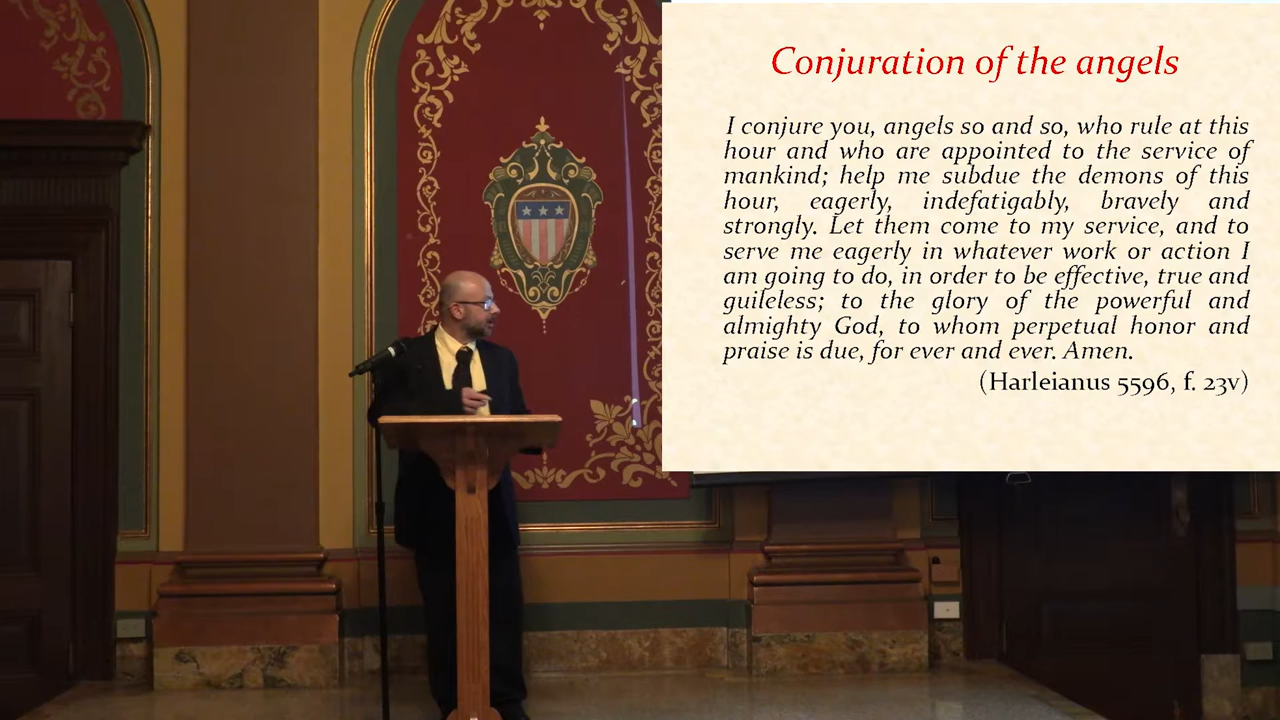 Conjuration of the angels
I conjure you, angels so and so, who rule at this
hour and who are appointed to the service of
mankind; help me subdue the demons of this
hour, eagerly, indefatigably, bravely and
strongly. Let them come to my service, and to
serve me eagerly in whatever work or action I
am going to do, in order to be effective, true and
guileless; to the glory of the powerful and
almighty God, to whom perpetual honor and
praise is due, for ever and ever. Amen.
(Harleianus 5596, f. 23v)